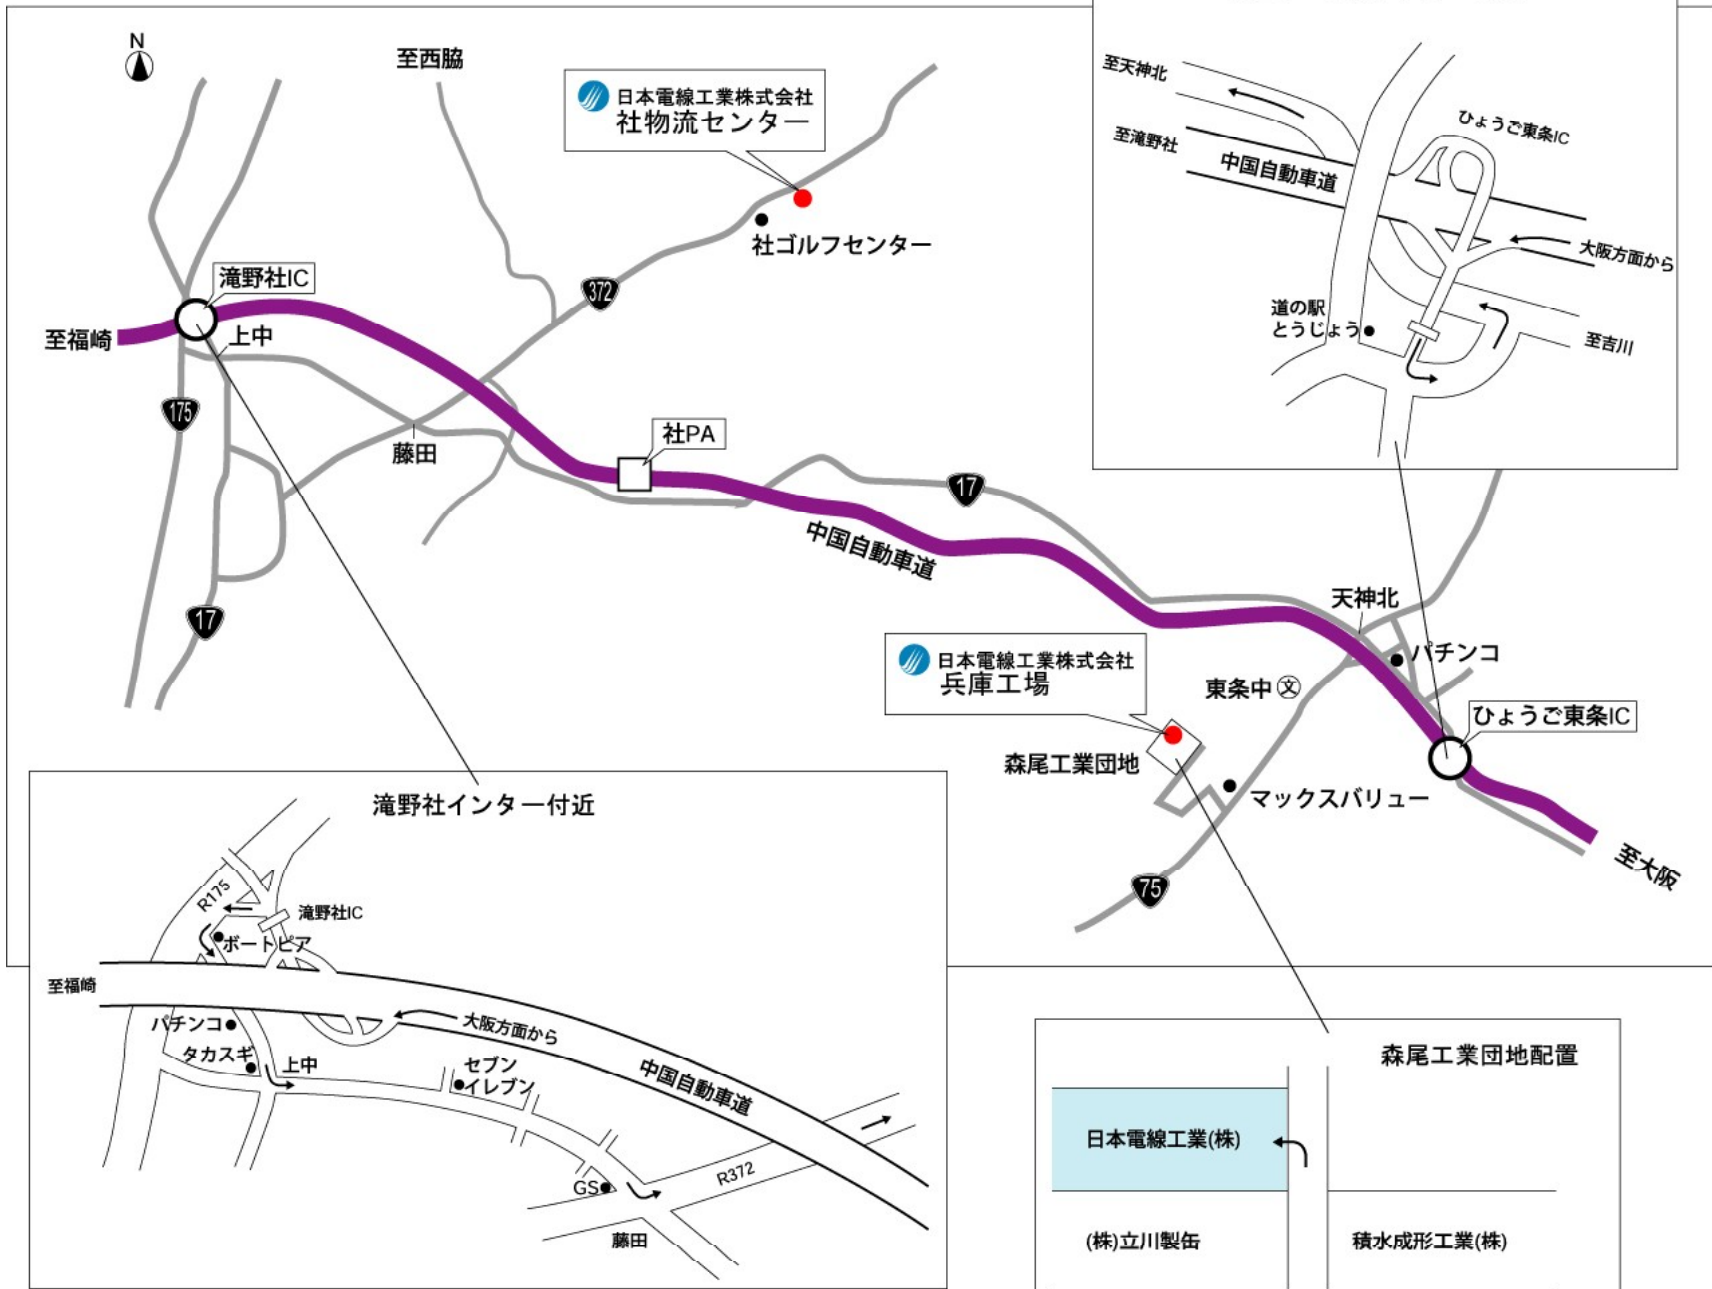 N
至西脇
日本電線工業株式会社
社物流センター
社ゴルフセンター
372
滝野社IC
至福崎
上中
175
藤田
社PA
17
17
中国自動車道
天神北
パチンコ
東条中 文
日本電線工業株式会社
兵庫工場
森尾工業団地
マックスバリュー
ひょうご東条IC
75
至大阪
至天神北
至滝野社
中国自動車道
ひょうご東条IC
大阪方面から
道の駅
とうじょう
至吉川
滝野社インター付近
R175
滝野社IC
ボートピア
至福崎
パチンコ
タカスギ
上中
大阪方面から
セブン
イレブン
中国自動車道
GS
R372
藤田
森尾工業団地配置
日本電線工業(株)
(株)立川製缶
積水成形工業(株)